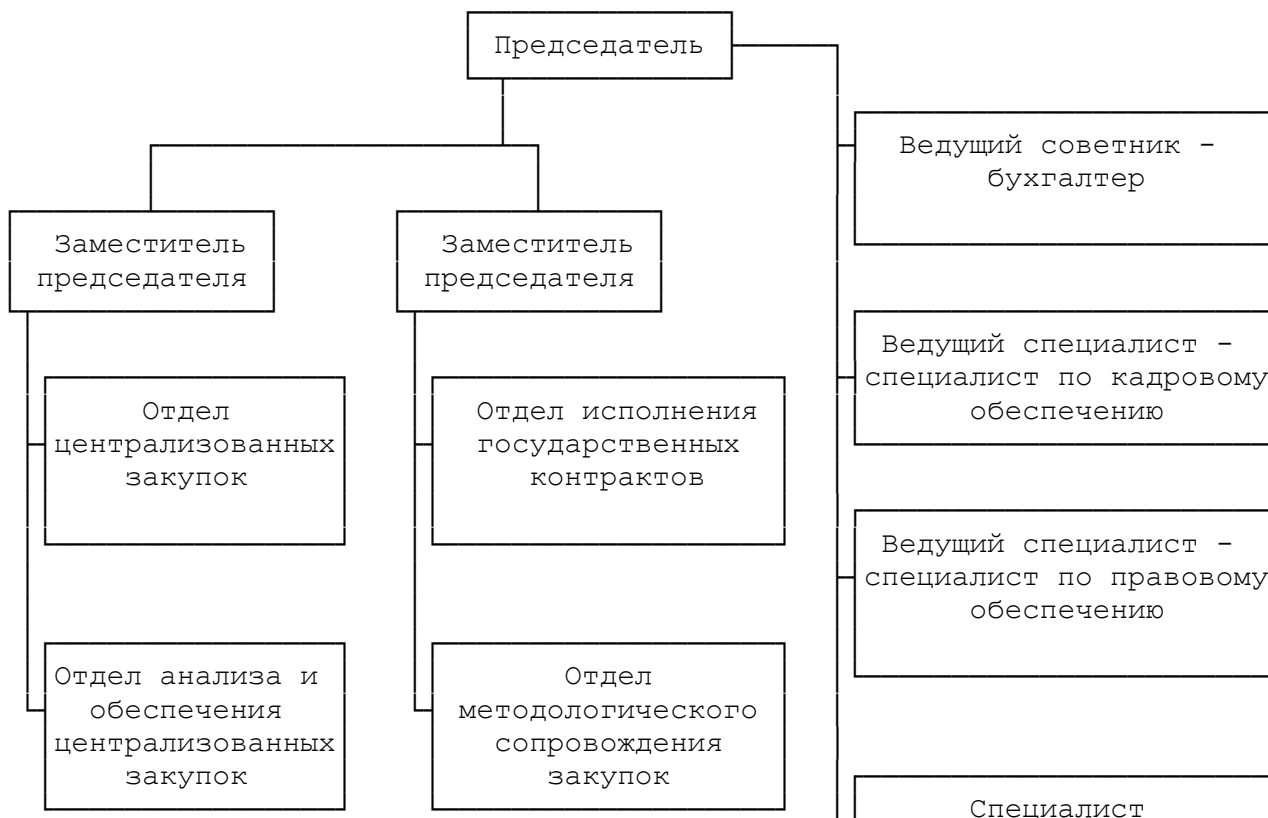 Председатель
Ведущий советник -
бухгалтер
Заместитель
председателя
Заместитель
председателя
Ведущий специалист -
специалист по кадровому
обеспечению
Отдел
централизованных
закупок
Отдел исполнения
государственных
контрактов
Ведущий специалист -
специалист по правовому
обеспечению
Отдел анализа и
обеспечения
централизованных
закупок
Отдел
методологического
сопровождения
закупок
Специалист